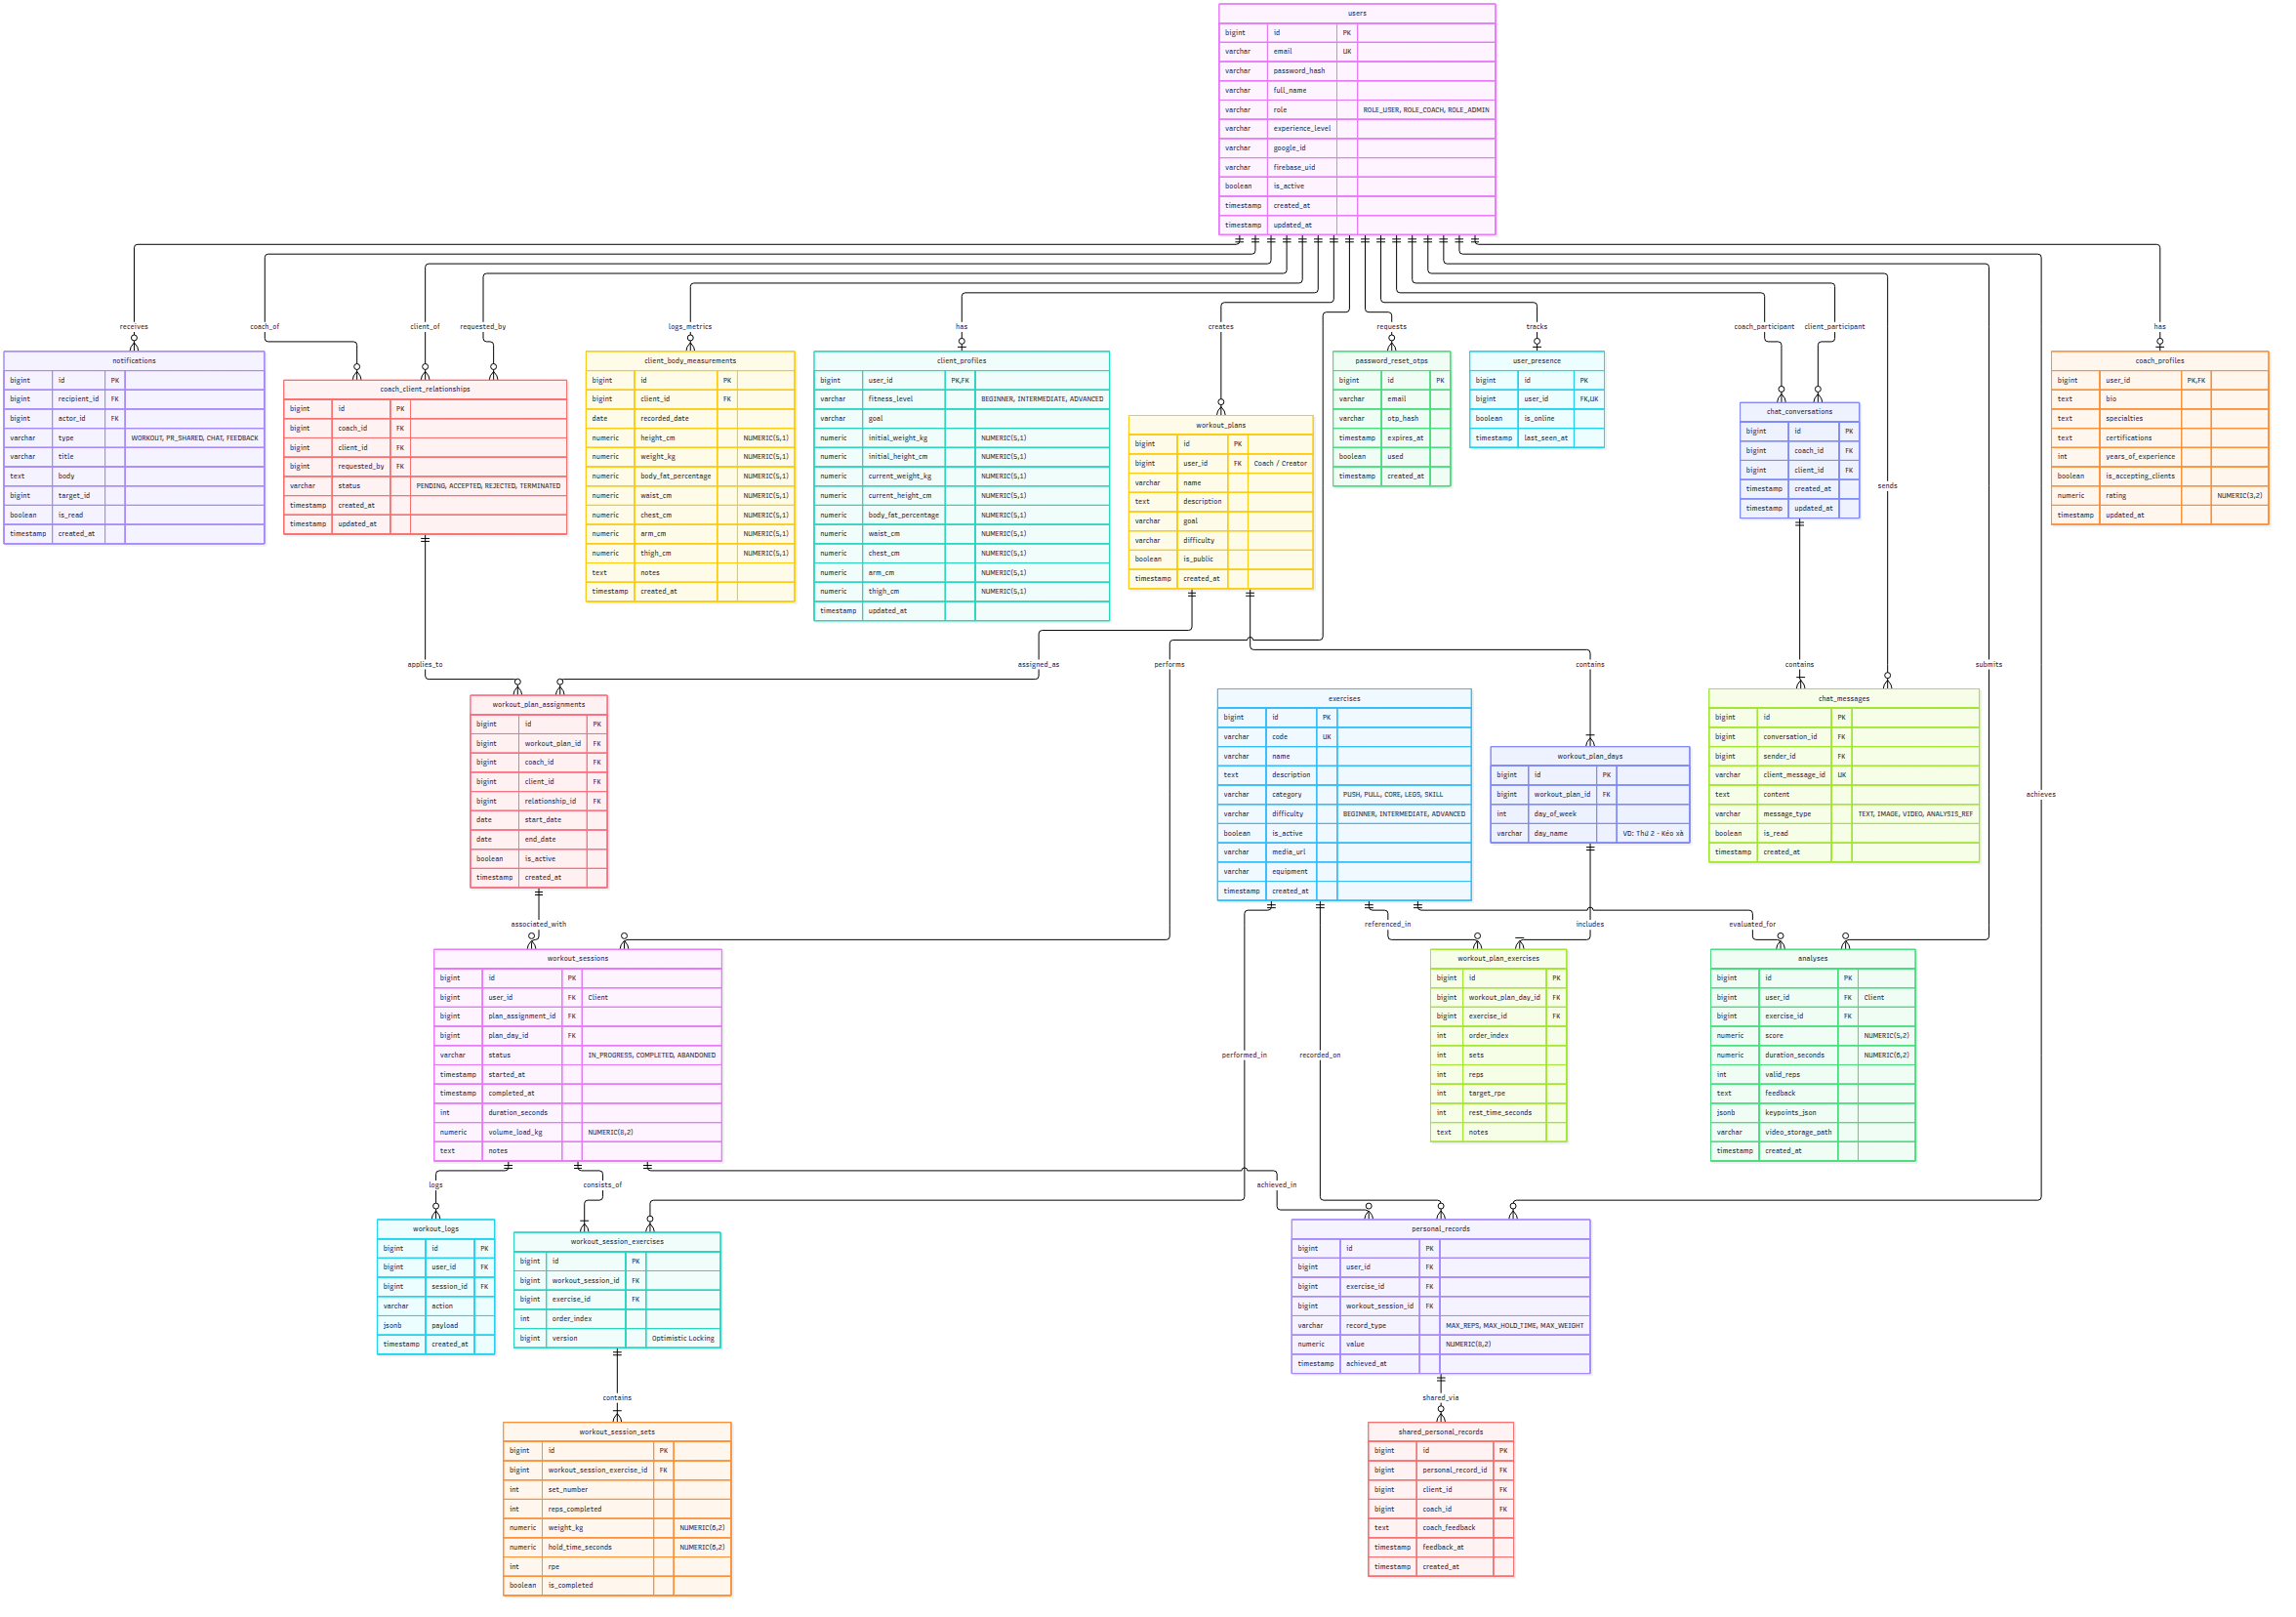 users
bigint id PK
varchar email UK
varchar password_hash
varchar full_name
varchar role ROLE_USER, ROLE_COACH, ROLE_ADMIN
varchar experience_level
varchar google_id
varchar firebase_uid
boolean is_active
timestamp created_at
timestamp updated_at
receives
coach_of
client_of
requested_by
logs_metrics
has
creates
requests
tracks
coach_participant
client_participant
has
notifications
bigint id PK
bigint recipient_id FK
bigint actor_id FK
varchar type WORKOUT, PR_SHARED, CHAT, FEEDBACK
varchar title
text body
bigint target_id
boolean is_read
timestamp created_at
coach_client_relationships
bigint id PK
bigint coach_id FK
bigint client_id FK
bigint requested_by FK
varchar status PENDING, ACCEPTED, REJECTED, TERMINATED
timestamp created_at
timestamp updated_at
client_body_measurements
bigint id PK
bigint client_id FK
date recorded_date
numeric height_cm NUMERIC(5,1)
numeric weight_kg NUMERIC(5,1)
numeric body_fat_percentage NUMERIC(5,1)
numeric waist_cm NUMERIC(5,1)
numeric chest_cm NUMERIC(5,1)
numeric arm_cm NUMERIC(5,1)
numeric thigh_cm NUMERIC(5,1)
text notes
timestamp created_at
client_profiles
bigint user_id PK,FK
varchar fitness_level BEGINNER, INTERMEDIATE, ADVANCED
varchar goal
numeric initial_weight_kg NUMERIC(5,1)
numeric initial_height_cm NUMERIC(5,1)
numeric current_weight_kg NUMERIC(5,1)
numeric current_height_cm NUMERIC(5,1)
numeric body_fat_percentage NUMERIC(5,1)
numeric waist_cm NUMERIC(5,1)
numeric chest_cm NUMERIC(5,1)
numeric arm_cm NUMERIC(5,1)
numeric thigh_cm NUMERIC(5,1)
timestamp updated_at
workout_plans
bigint id PK
bigint user_id FK Coach / Creator
varchar name
text description
varchar goal
varchar difficulty
boolean is_public
timestamp created_at
password_reset_otps
bigint id PK
varchar email
varchar otp_hash
timestamp expires_at
boolean used
timestamp created_at
user_presence
bigint id PK
bigint user_id FK,UK
boolean is_online
timestamp last_seen_at
chat_conversations
bigint id PK
bigint coach_id FK
bigint client_id FK
timestamp created_at
timestamp updated_at
sends
coach_profiles
bigint user_id PK,FK
text bio
text specialties
text certifications
int years_of_experience
boolean is_accepting_clients
numeric rating NUMERIC(3,2)
timestamp updated_at
applies_to
assigned_as
performs
contains
contains
submits
workout_plan_assignments
bigint id PK
bigint workout_plan_id FK
bigint coach_id FK
bigint client_id FK
bigint relationship_id FK
date start_date
date end_date
boolean is_active
timestamp created_at
exercises
bigint id PK
varchar code UK
varchar name
text description
varchar category PUSH, PULL, CORE, LEGS, SKILL
varchar difficulty BEGINNER, INTERMEDIATE, ADVANCED
boolean is_active
varchar media_url
varchar equipment
timestamp created_at
workout_plan_days
bigint id PK
bigint workout_plan_id FK
int day_of_week
varchar day_name VD: Thứ 2 - Kéo xà
chat_messages
bigint id PK
bigint conversation_id FK
bigint sender_id FK
varchar client_message_id UK
text content
varchar message_type TEXT, IMAGE, VIDEO, ANALYSIS_REF
boolean is_read
timestamp created_at
achieves
associated_with
referenced_in
includes
evaluated_for
workout_sessions
bigint id PK
bigint user_id FK Client
bigint plan_assignment_id FK
bigint plan_day_id FK
varchar status IN_PROGRESS, COMPLETED, ABANDONED
timestamp started_at
timestamp completed_at
int duration_seconds
numeric volume_load_kg NUMERIC(8,2)
text notes
performed_in
recorded_on
workout_plan_exercises
bigint id PK
bigint workout_plan_day_id FK
bigint exercise_id FK
int order_index
int sets
int reps
int target_rpe
int rest_time_seconds
text notes
analyses
bigint id PK
bigint user_id FK Client
bigint exercise_id FK
numeric score NUMERIC(5,2)
numeric duration_seconds NUMERIC(6,2)
int valid_reps
text feedback
jsonb keypoints_json
varchar video_storage_path
timestamp created_at
logs
consists_of
achieved_in
workout_logs
bigint id PK
bigint user_id FK
bigint session_id FK
varchar action
jsonb payload
timestamp created_at
workout_session_exercises
bigint id PK
bigint workout_session_id FK
bigint exercise_id FK
int order_index
bigint version Optimistic Locking
personal_records
bigint id PK
bigint user_id FK
bigint exercise_id FK
bigint workout_session_id FK
varchar record_type MAX_REPS, MAX_HOLD_TIME, MAX_WEIGHT
numeric value NUMERIC(8,2)
timestamp achieved_at
contains
shared_via
workout_session_sets
bigint id PK
bigint workout_session_exercise_id FK
int set_number
int reps_completed
numeric weight_kg NUMERIC(6,2)
numeric hold_time_seconds NUMERIC(6,2)
int rpe
boolean is_completed
shared_personal_records
bigint id PK
bigint personal_record_id FK
bigint client_id FK
bigint coach_id FK
text coach_feedback
timestamp feedback_at
timestamp created_at